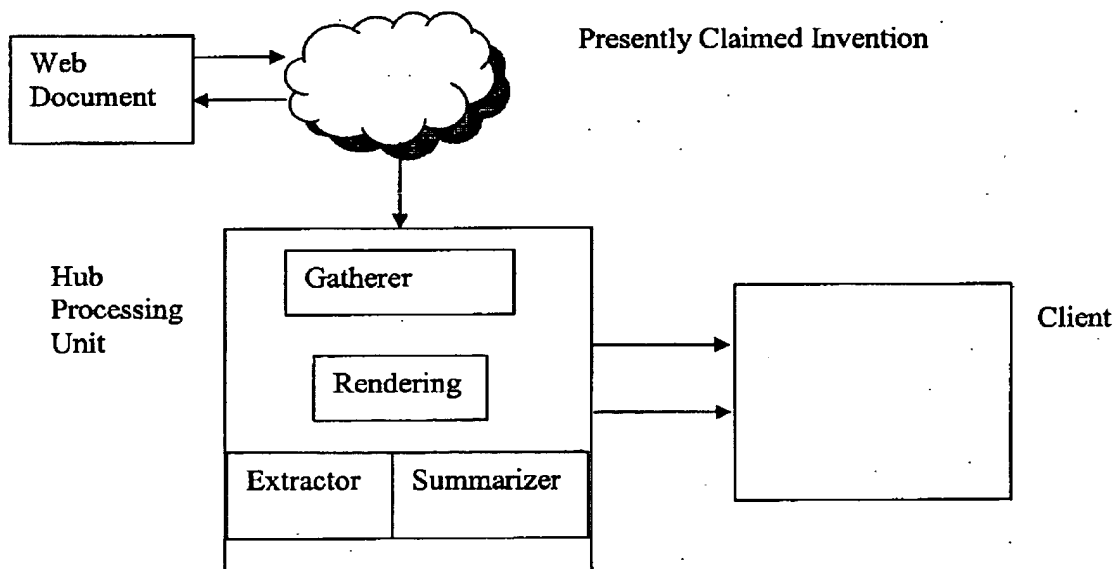 Presently Claimed Invention
Web
Document
Hub
Processing
Unit
Gatherer
Rendering
Extractor
Summarizer
Client